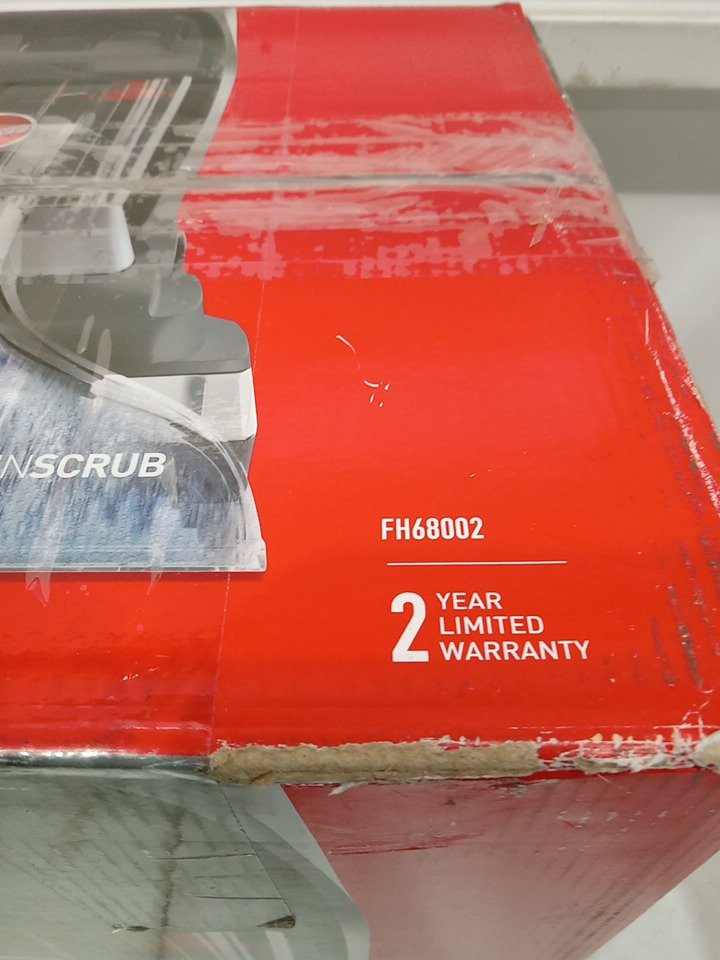 NSCRUB
FH68002
2 YEAR
LIMITED
WARRANTY